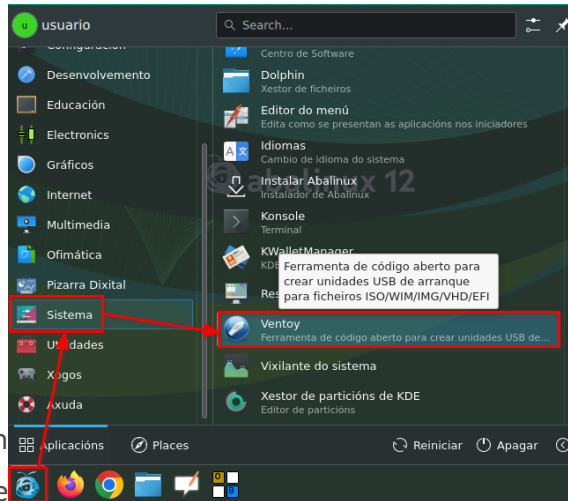 u
usuario
Search...
Configuración
Desenvolvemento
Educación
Electronics
Gráficos
Internet
Multimedia
Ofimática
Pizarra Dixital
Sistema
Utilidades
Xogos
Axuda
Centro de Software
Dolphin
Xestor de ficheiros
Editor do menú
Edita como se presentan as aplicacións nos iniciadores
Idiomas
Cambio de idioma do sistema
abalinux 12
Instalar Abalinux
Instalador de Abalinux
Konsole
Terminal
KWalletManager
KDE
Ferramenta de código aberto para
crear unidades USB de arranque
para ficheiros ISO/WIM/IMG/VHD/EFI
Ventoy
Ferramenta de código aberto para crear unidades USB de...
Vixilante do sistema
Xestor de particións de KDE
Editor de particións
Aplicacións
Places
Reiniciar
Apagar